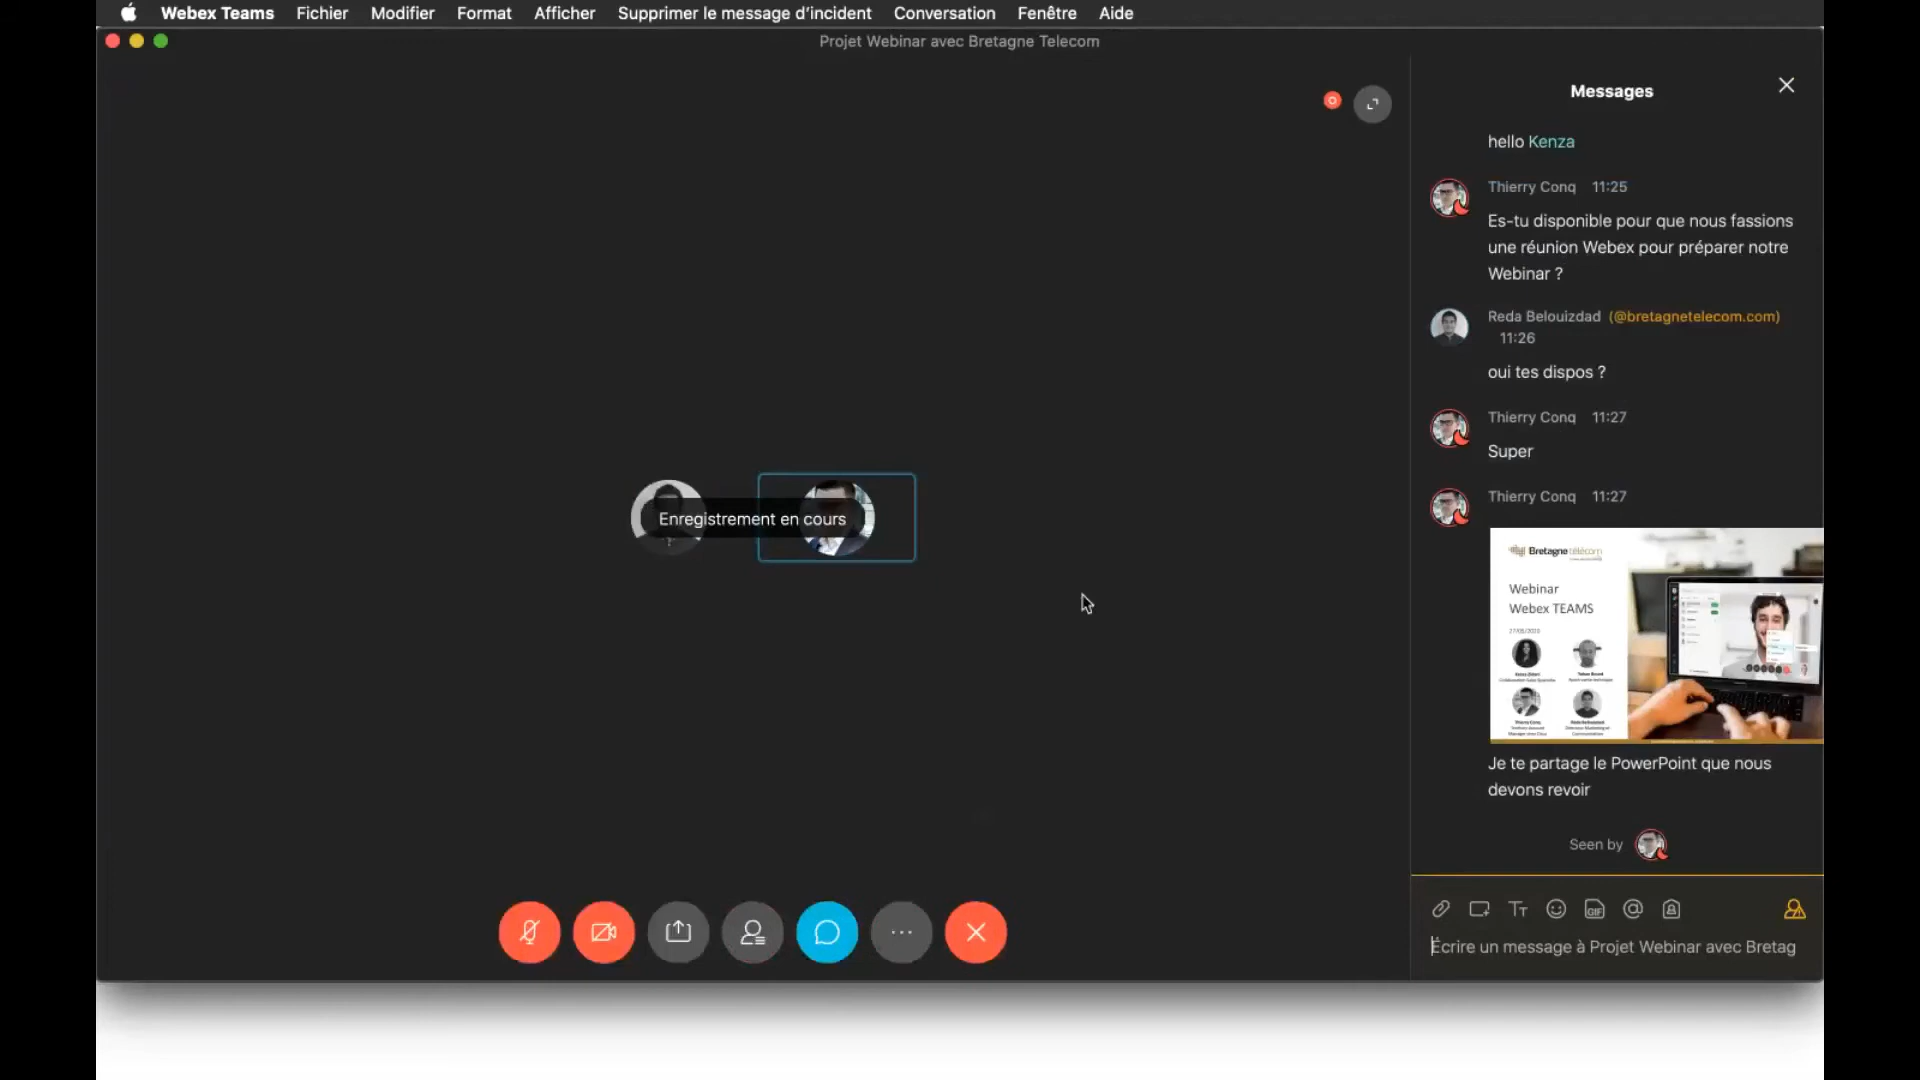 Webex Teams Fichier Modifier Format Afficher Supprimer le message d'incident Conversation Fenêtre Aide
Projet Webinar avec Bretagne Telecom
Messages
hello Kenza
Thierry Conq 11:25
Es-tu disponible pour que nous fassions
une réunion Webex pour préparer notre
Webinar ?
Reda Belouizdad (@bretagnetelecom.com)
11:26
oui tes dispos ?
Thierry Conq 11:27
Super
Thierry Conq 11:27
Enregistrement en cours
Bretagne télécom
Webinar
Webex TEAMS
Je te partage le PowerPoint que nous
devons revoir
Seen by
GIF
Écrire un message à Projet Webinar avec Bretag